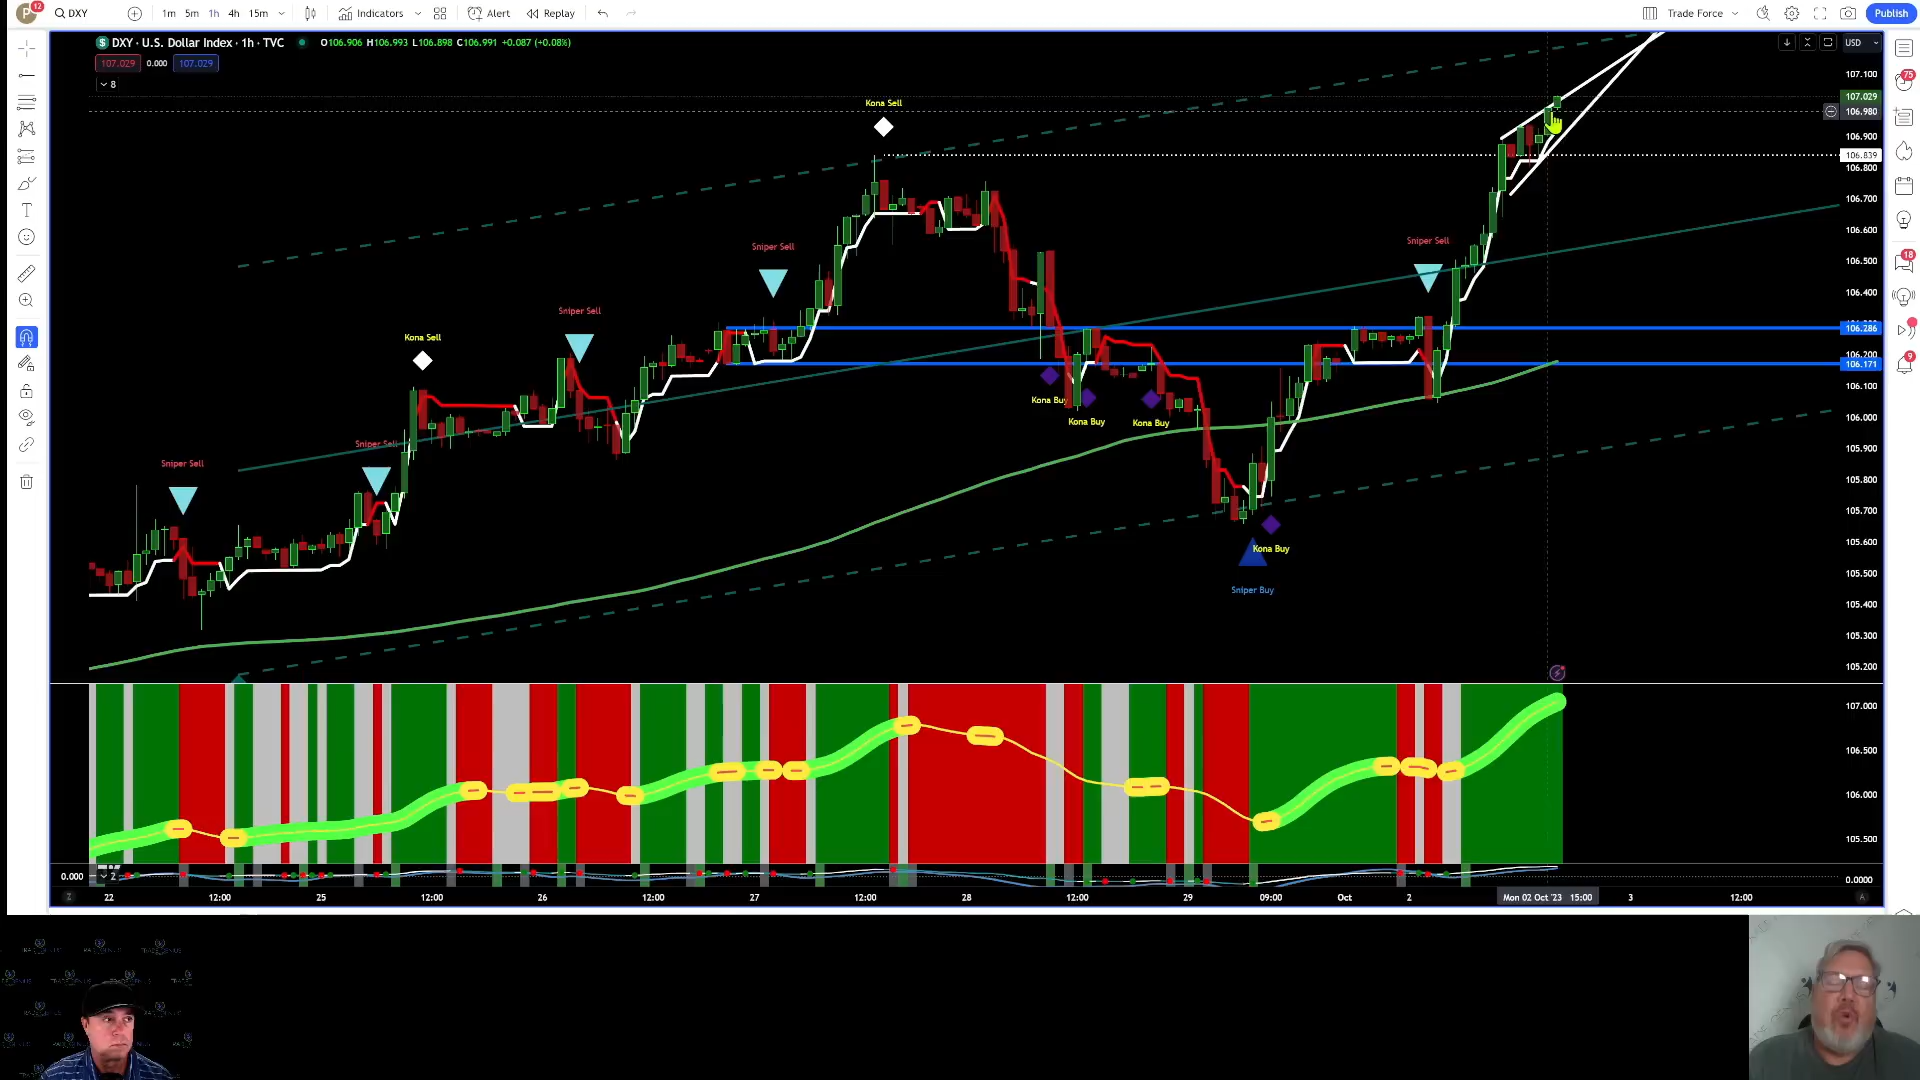 P 12 DXY 1m 5m 1h 4h 15m Indicators Alert Replay Trade Force Publish
DXY · U.S. Dollar Index · 1h · TVC O106.906 H106.993 L106.898 C106.991 +0.087 (+0.08%)
107.029 0.000 107.029
8
USD
107.100
107.029
106.980
106.900
106.839
106.800
106.700
106.600
106.500
106.400
106.286
106.200
106.171
106.100
106.000
105.900
105.800
105.700
105.600
105.500
105.400
105.300
105.200
75
18
9
Kona Sell
Sniper Sell
Sniper Sell
Sniper Sell
Kona Sell
Sniper Sell
Sniper Sell
Kona Buy
Kona Buy
Kona Buy
Kona Buy
Sniper Buy
107.000
106.500
106.000
105.500
0.000 2 0.0000
Z 22 12:00 25 12:00 26 12:00 27 12:00 28 12:00 29 09:00 Oct 2 Mon 02 Oct '23 15:00 3 12:00 A